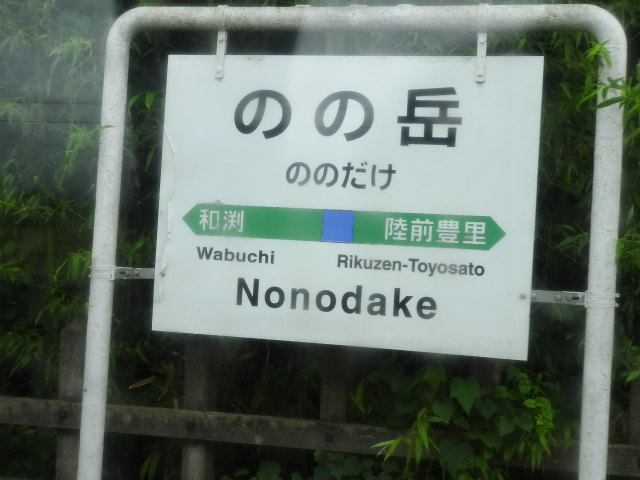 のの岳
ののだけ
和渕 陸前豊里
Wabuchi Rikuzen-Toyosato
Nonodake